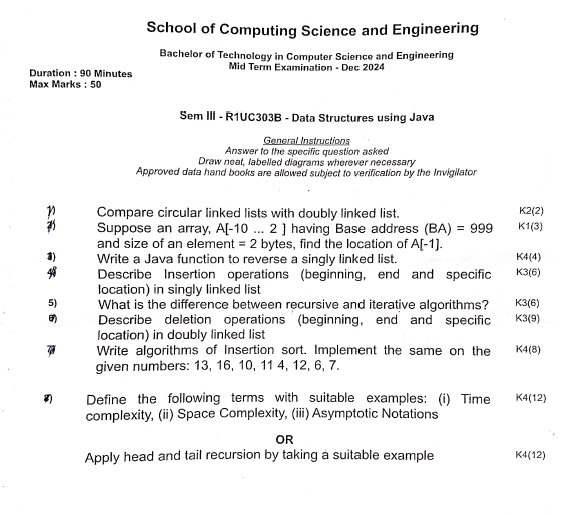 School of Computing Science and Engineering
Bachelor of Technology in Computer Science and Engineering
Mid Term Examination - Dec 2024
Duration : 90 Minutes
Max Marks : 50
Sem III - R1UC303B - Data Structures using Java
General Instructions
Answer to the specific question asked
Draw neat, labelled diagrams wherever necessary
Approved data hand books are allowed subject to verification by the Invigilator
1) Compare circular linked lists with doubly linked list. K2(2)
2) Suppose an array, A[-10 ... 2 ] having Base address (BA) = 999 K1(3)
and size of an element = 2 bytes, find the location of A[-1].
3) Write a Java function to reverse a singly linked list. K4(4)
4) Describe Insertion operations (beginning, end and specific K3(6)
location) in singly linked list
5) What is the difference between recursive and iterative algorithms? K3(6)
6) Describe deletion operations (beginning, end and specific K3(9)
location) in doubly linked list
7) Write algorithms of Insertion sort. Implement the same on the K4(8)
given numbers: 13, 16, 10, 11 4, 12, 6, 7.
8) Define the following terms with suitable examples: (i) Time K4(12)
complexity, (ii) Space Complexity, (iii) Asymptotic Notations
OR
Apply head and tail recursion by taking a suitable example K4(12)